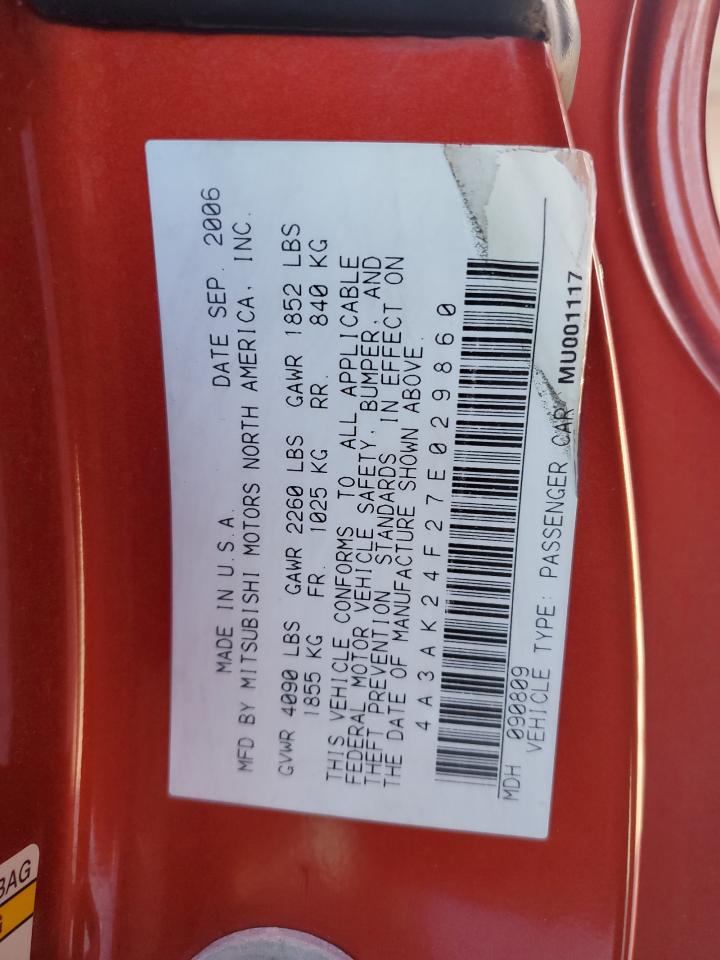 MADE IN U.S.A. DATE SEP. 2006
MFD BY MITSUBISHI MOTORS NORTH AMERICA, INC.
GVWR 4090 LBS GAWR 2260 LBS GAWR 1852 LBS
1855 KG FR. 1025 KG RR. 840 KG
THIS VEHICLE CONFORMS TO ALL APPLICABLE
FEDERAL MOTOR VEHICLE SAFETY, BUMPER, AND
THEFT PREVENTION STANDARDS IN EFFECT ON
THE DATE OF MANUFACTURE SHOWN ABOVE.
4A3AK24F27E029860
MDH 090809
VEHICLE TYPE: PASSENGER CAR MU001117
BAG